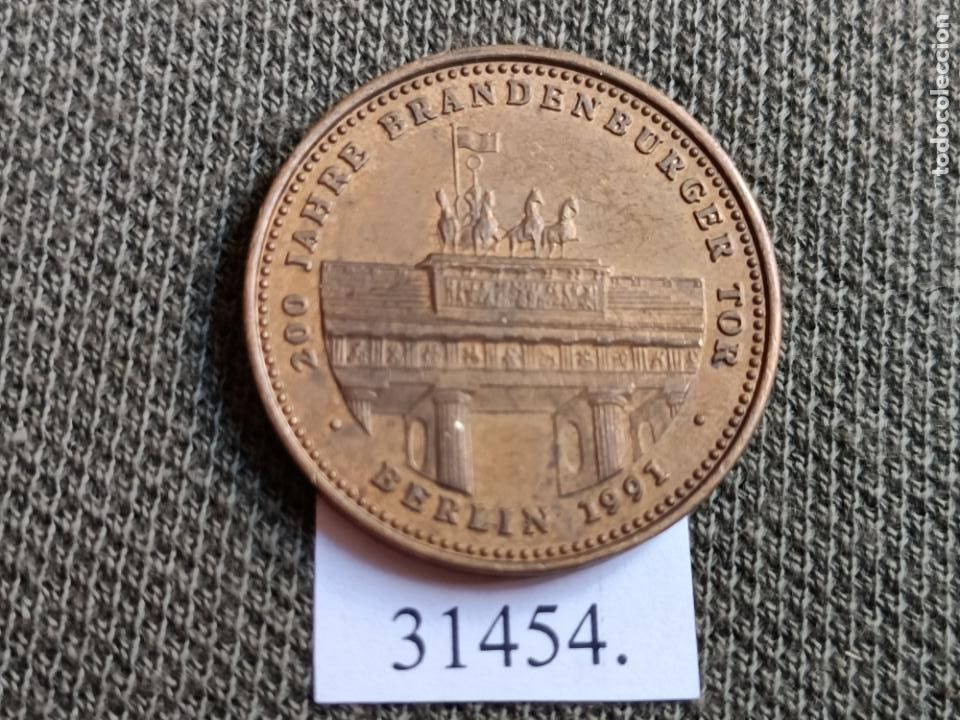 200 JAHRE BRANDENBURGER TOR
• BERLIN 1991 •
31454.
todocoleccion